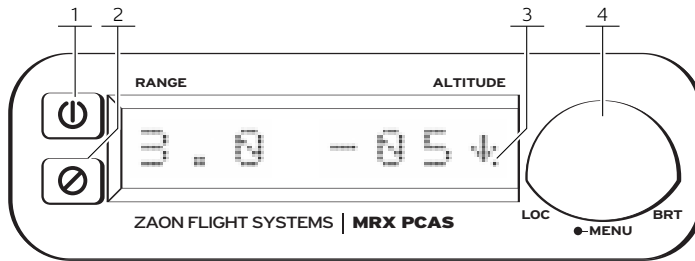 1 2 3 4
RANGE ALTITUDE
3.0 -05↓
LOC BRT
MENU
ZAON FLIGHT SYSTEMS | MRX PCAS